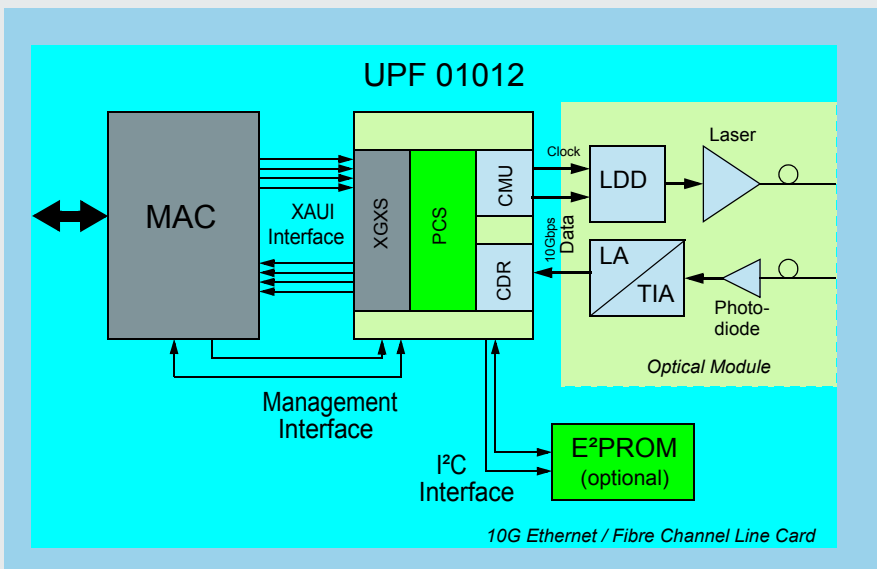 UPF 01012
MAC
XAUI
Interface
XGXS
PCS
CMU
CDR
Clock
10Gbps
Data
LDD
Laser
LA
TIA
Photo-
diode
Optical Module
Management
Interface
I²C
Interface
E²PROM
(optional)
10G Ethernet / Fibre Channel Line Card